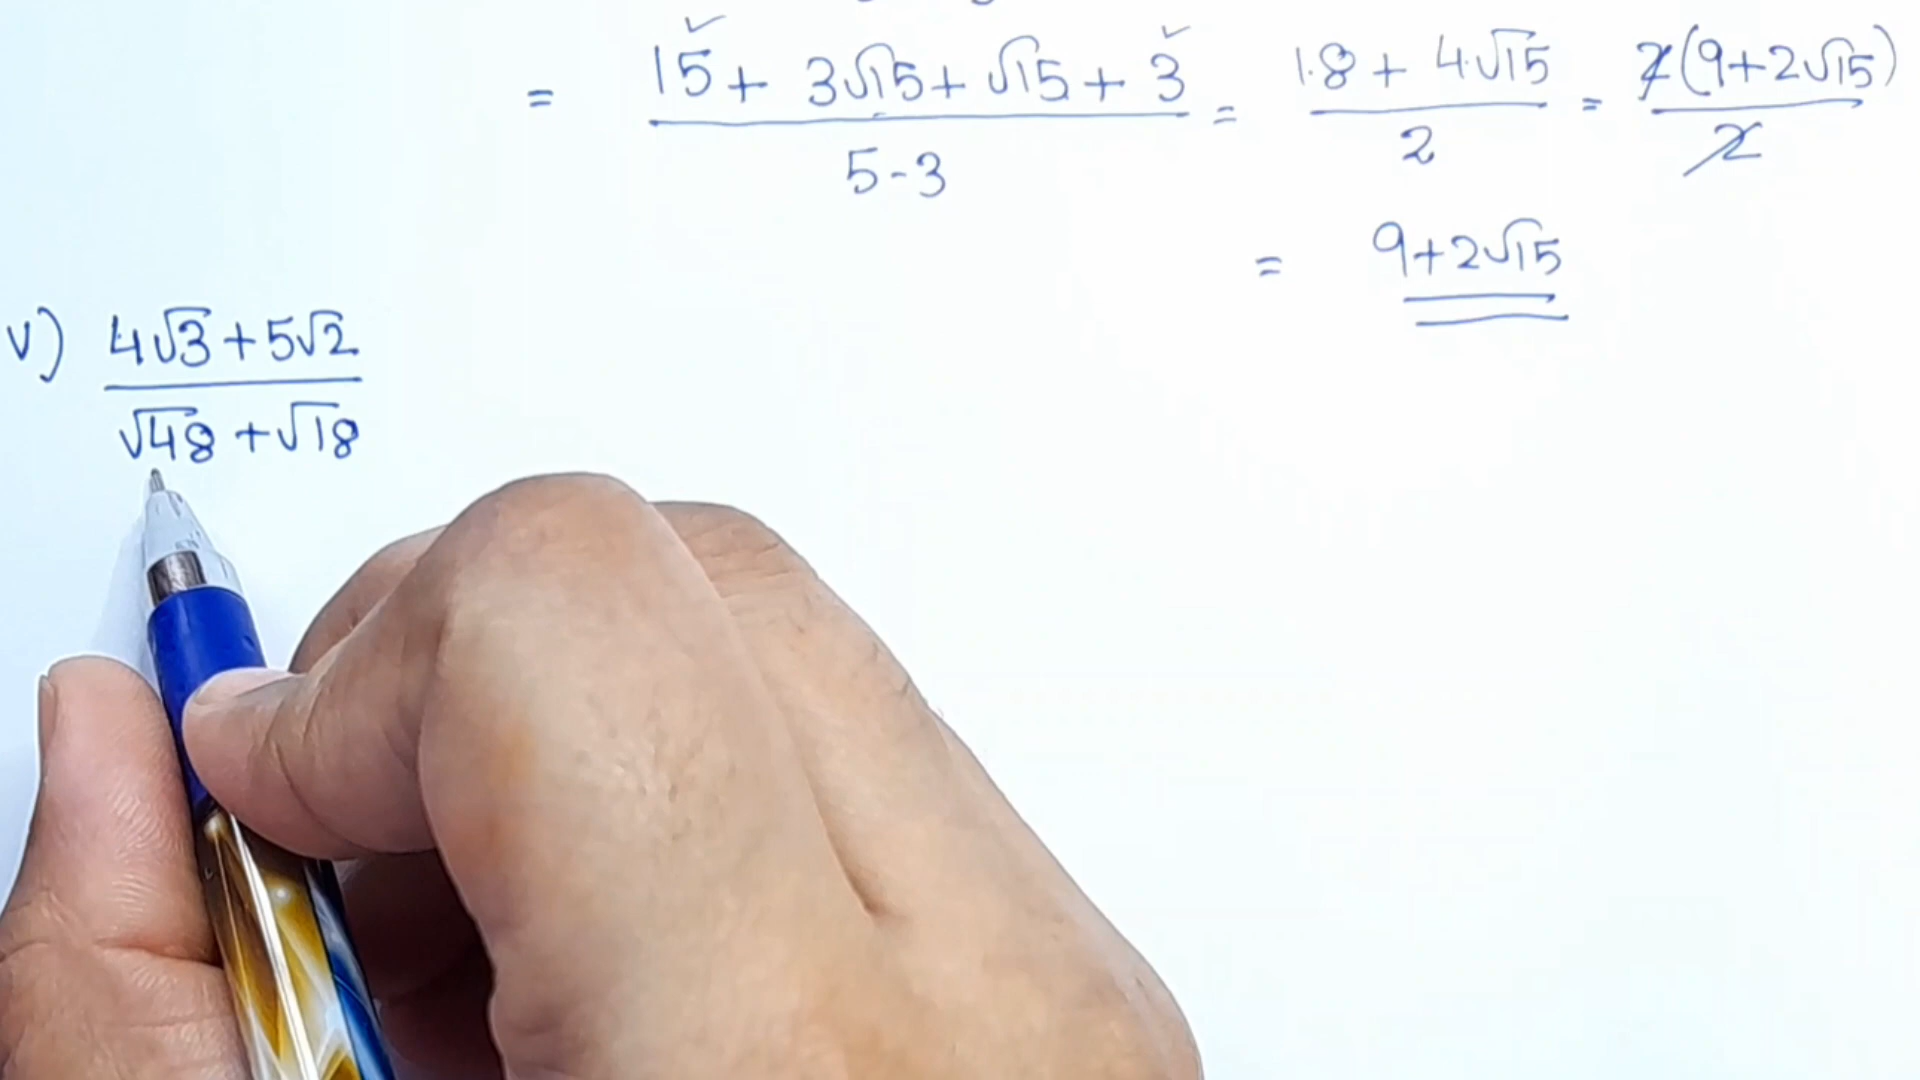 = (15 + 3√15 + √15 + 3)/(5-3) = (18 + 4√15)/2 = 2(9+2√15)/2
= 9+2√15
v) (4√3+5√2)/(√48 +√18)